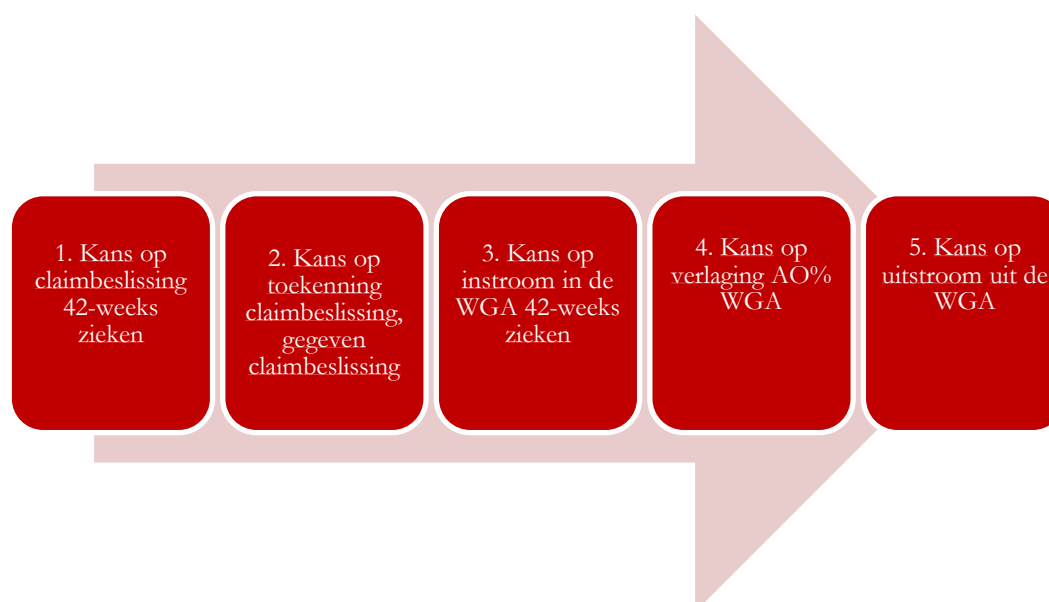 1. Kans op
claimbeslissing
42-weeks
zieken
2. Kans op
toekenning
claimbeslissing,
gegeven
claimbeslissing
3. Kans op
instroom in de
WGA 42-weeks
zieken
4. Kans op
verlaging AO%
WGA
5. Kans op
uitstroom uit de
WGA